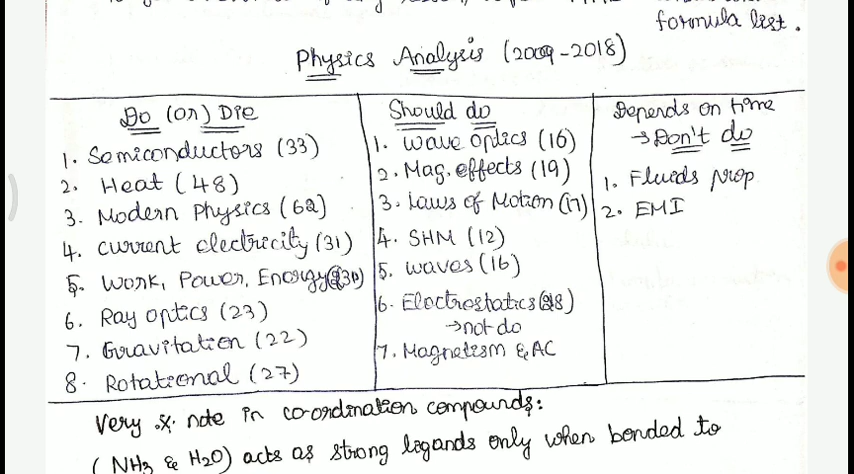 formula list.
Physics Analysis (2009-2018)
Do (or) Die
1. Semiconductors (33)
2. Heat (48)
3. Modern Physics (62)
4. current electricity (31)
5. Work, Power, Energy (30)
6. Ray optics (23)
7. Gravitation (22)
8. Rotational (27)
Should do
1. wave optics (16)
2. Mag. effects (19)
3. Laws of Motion (17)
4. SHM (12)
5. waves (16)
6. Electrostatics (28)
→ not do
7. Magnetism & AC
Depends on time
→ Don't do
1. Fluids prop
2. EMI
Very .x. note in co-ordination compounds:
(NH3 & H2O) acts as strong ligands only when bonded to